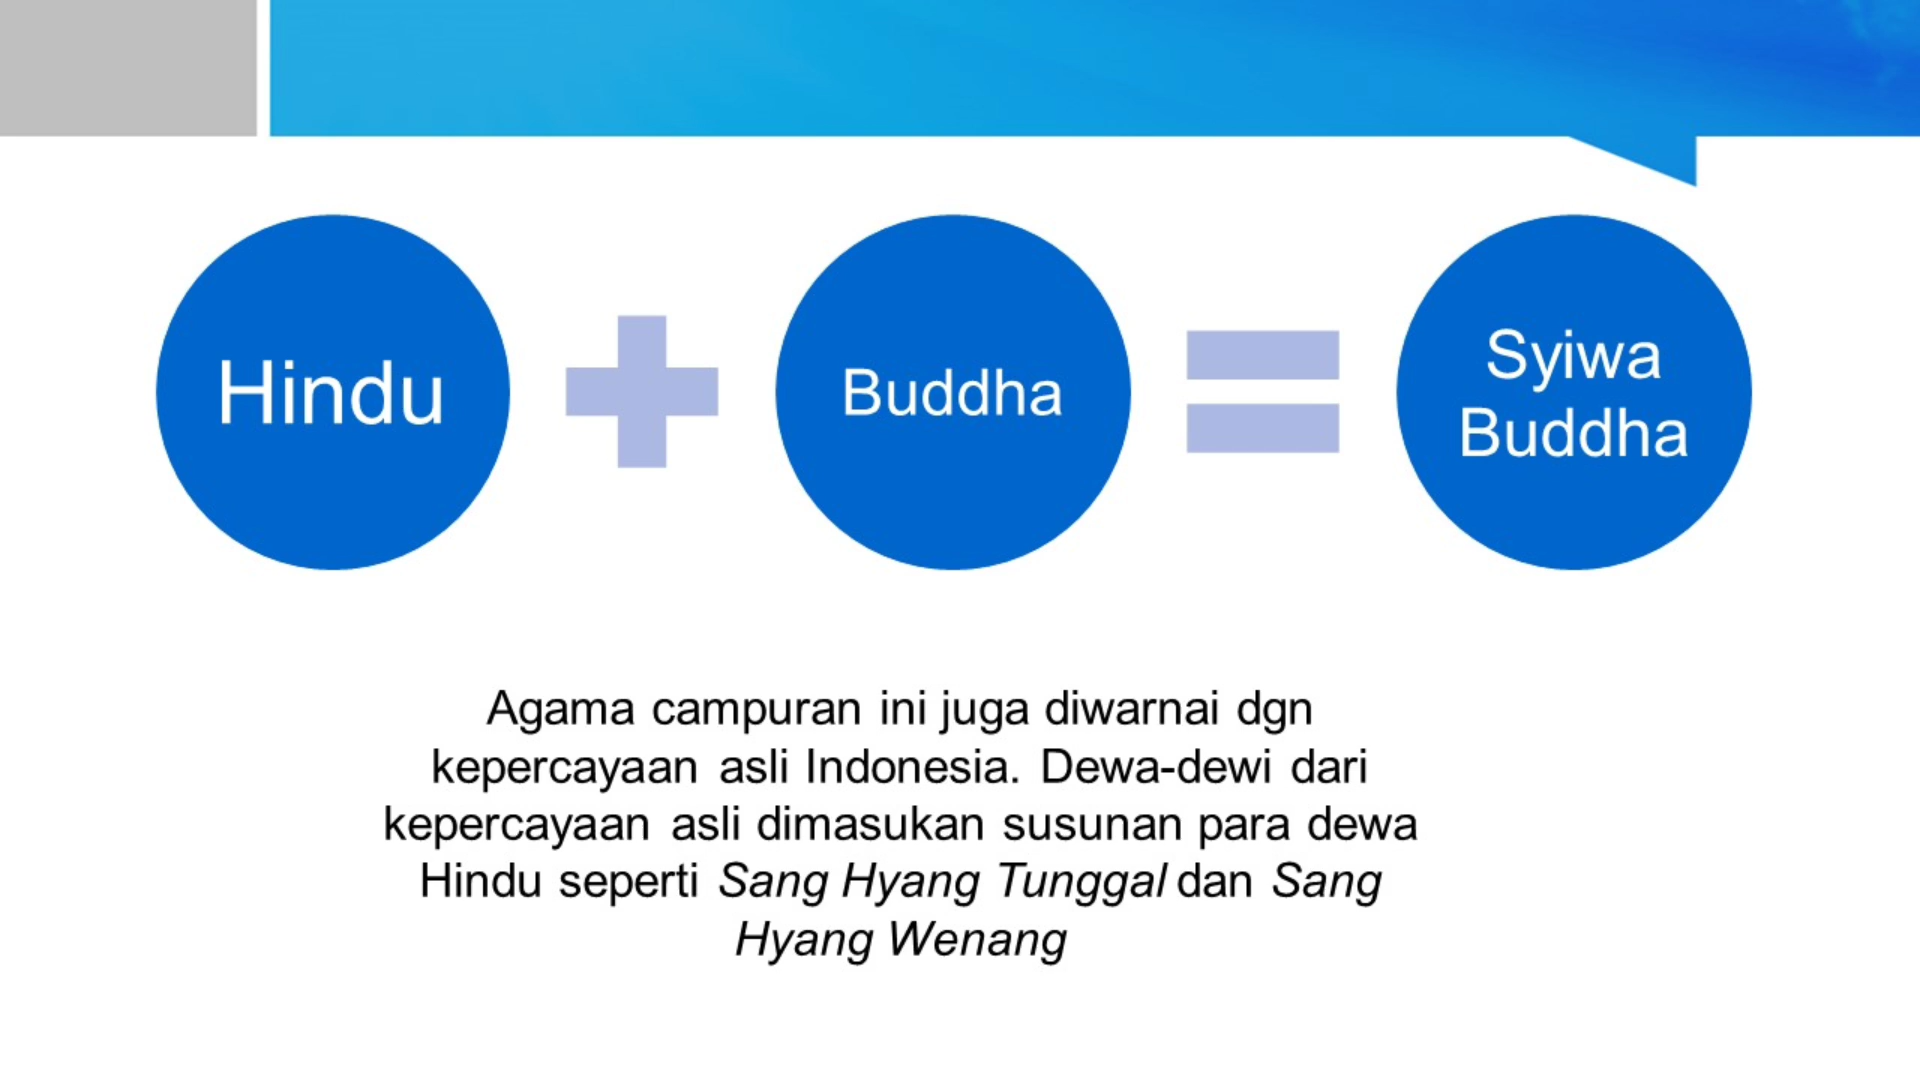 Hindu
Buddha
Syiwa
Buddha
Agama campuran ini juga diwarnai dgn
kepercayaan asli Indonesia. Dewa-dewi dari
kepercayaan asli dimasukan susunan para dewa
Hindu seperti Sang Hyang Tunggal dan Sang
Hyang Wenang